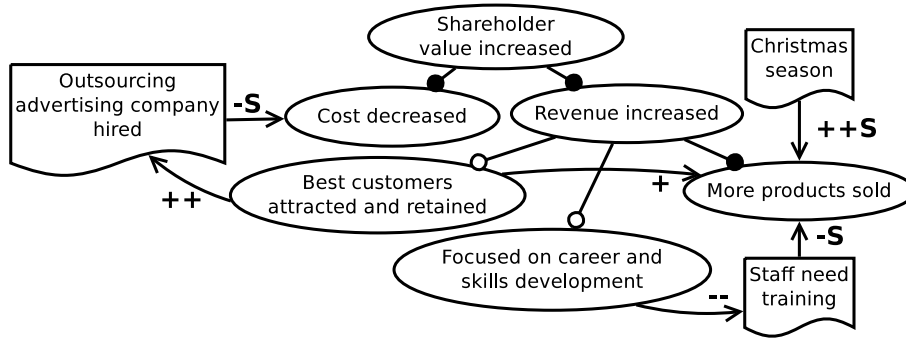 Shareholder
value increased
Christmas
season
Outsourcing
advertising company
hired
-S
Cost decreased
Revenue increased
++S
++
Best customers
attracted and retained
+
More products sold
-S
Focused on career and
skills development
--
Staff need
training